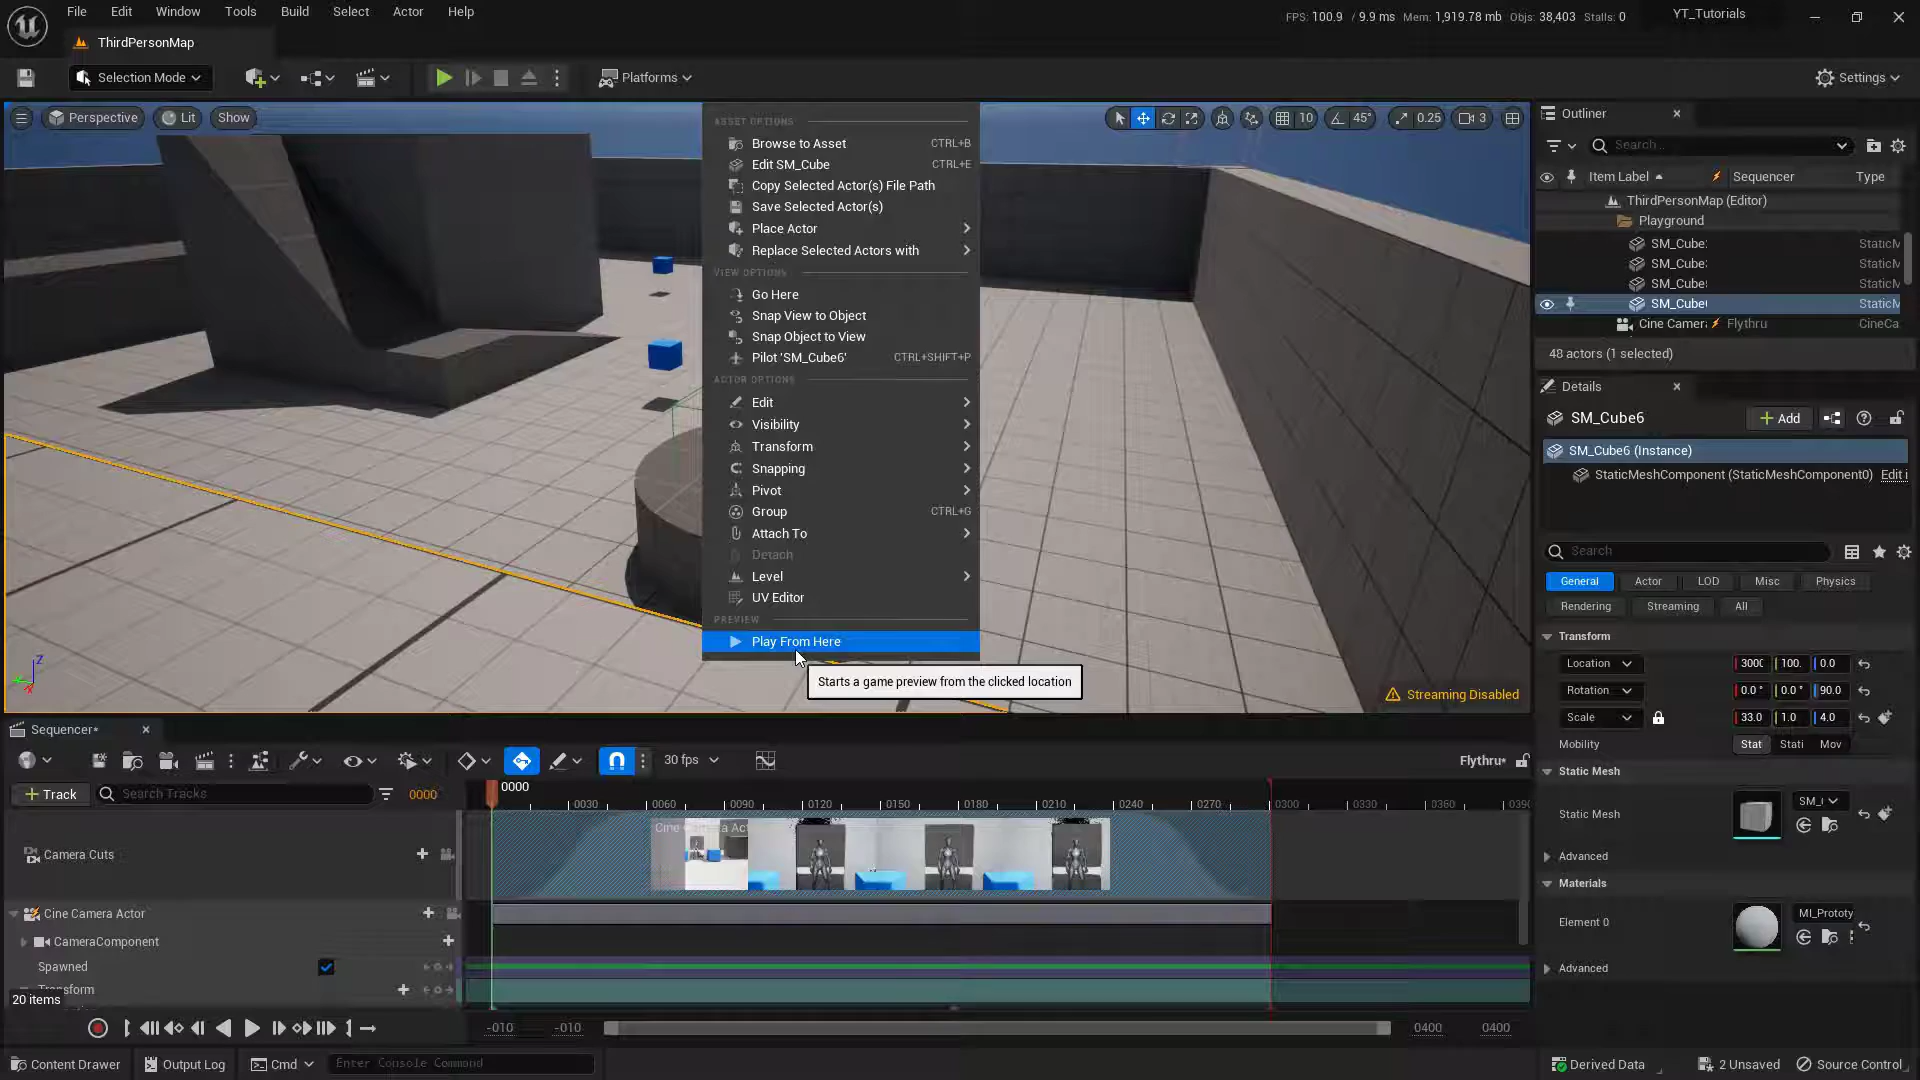 File Edit Window Tools Build Select Actor Help
FPS: 100.9 / 9.9 ms Mem: 1,919.78 mb Objs: 38,403 Stalls: 0
YT_Tutorials
ThirdPersonMap
Selection Mode
Platforms
Settings
Perspective
Lit
Show
10
45°
0.25
3
ASSET OPTIONS
Browse to Asset CTRL+B
Edit SM_Cube CTRL+E
Copy Selected Actor(s) File Path
Save Selected Actor(s)
Place Actor
Replace Selected Actors with
VIEW OPTIONS
Go Here
Snap View to Object
Snap Object to View
Pilot 'SM_Cube6' CTRL+SHIFT+P
ACTOR OPTIONS
Edit
Visibility
Transform
Snapping
Pivot
Group CTRL+G
Attach To
Detach
Level
UV Editor
PREVIEW
Play From Here
Starts a game preview from the clicked location
Z
Streaming Disabled
Outliner
Search...
Item Label Sequencer Type
ThirdPersonMap (Editor)
Playground
SM_Cube StaticM
SM_Cube StaticM
SM_Cube StaticM
SM_Cube StaticM
Cine Camera Flythru CineCa
48 actors (1 selected)
Details
SM_Cube6
Add
SM_Cube6 (Instance)
StaticMeshComponent (StaticMeshComponent0) Edit i
Search
General Actor LOD Misc Physics
Rendering Streaming All
Transform
Location 300 100. 0.0
Rotation 0.0° 0.0° 90.0
Scale 33.0 1.0 4.0
Mobility Stat Stati Mov
Static Mesh
Static Mesh SM_
Advanced
Materials
Element 0 MI_Prototy
Advanced
Sequencer*
30 fps
Flythru*
Track
Search Tracks
0000
0000
0030 0060 0090 0120 0150 0180 0210 0240 0270 0300 0330 0360 0390
Cine Camera Act
Camera Cuts
Cine Camera Actor
CameraComponent
Spawned
Transform
20 items
-010 -010 0400 0400
Content Drawer
Output Log
Cmd
Enter Console Command
Derived Data
2 Unsaved
Source Control